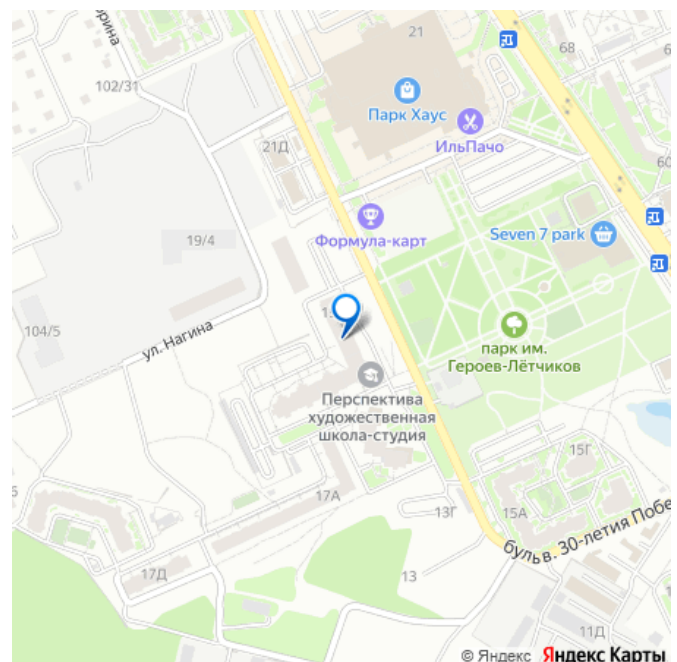 21
68
102/31
Парк Хаус
ИльПачо
21Д
60
Формула-карт
Seven 7 park
19/4
104/5
ул. Нагина
парк им.
Героев-Лётчиков
Перспектива
художественная
школа-студия
15Г
17А
13Г
15А
бульв. 30-летия Побе
17Д
13
11Д
© Яндекс Яндекс Карты